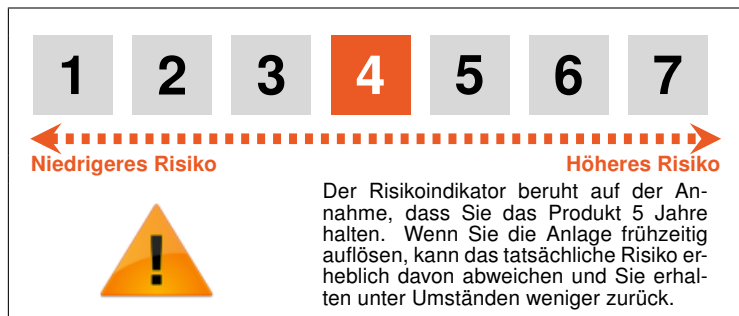 1 2 3 4 5 6 7
Niedrigeres Risiko Höheres Risiko
Der Risikoindikator beruht auf der An-
nahme, dass Sie das Produkt 5 Jahre
halten. Wenn Sie die Anlage frühzeitig
auflösen, kann das tatsächliche Risiko er-
heblich davon abweichen und Sie erhal-
ten unter Umständen weniger zurück.
!